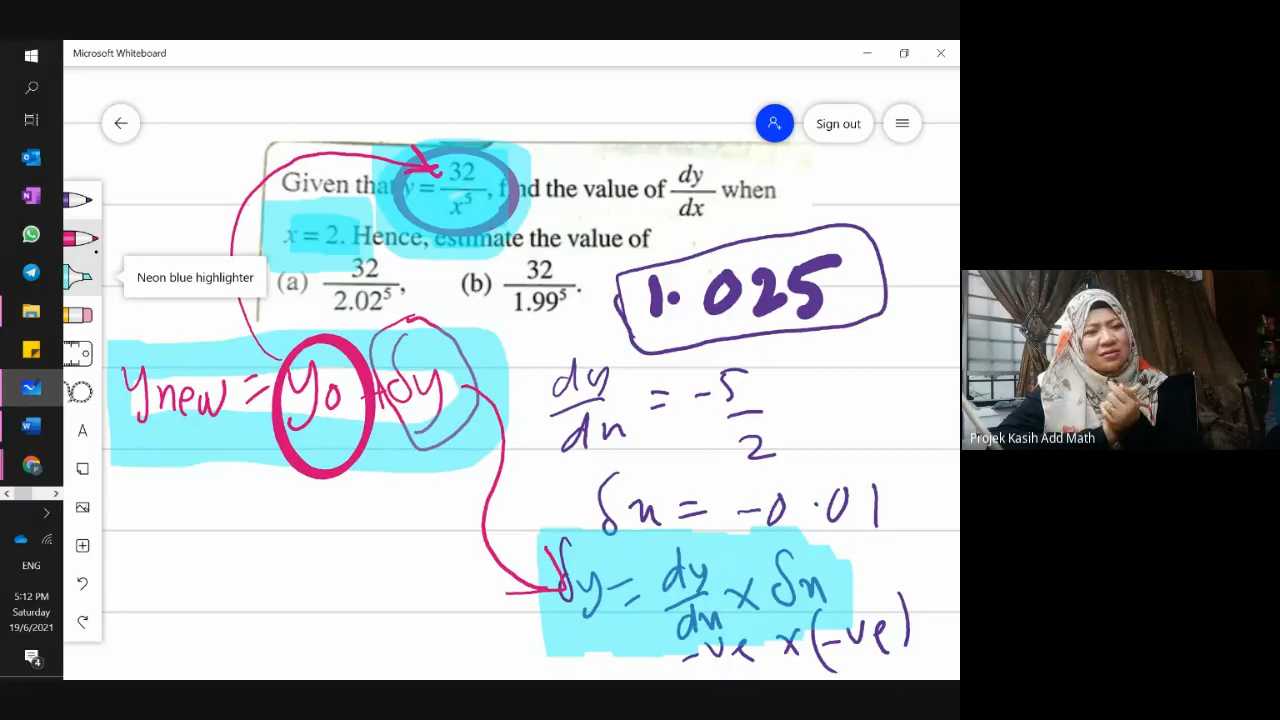 Microsoft Whiteboard
Sign out
Given that y = 32/x⁵, find the value of dy/dx when
x = 2. Hence, estimate the value of
(a) 32/2.02⁵, (b) 32/1.99⁵.
Neon blue highlighter
1.025
y new = y₀ + δy
dy/dn = -5/2
δn = -0.01
δy = dy/dn × δn
-ve × (-ve)
Projek Kasih Add Math
A
ENG
5:12 PM
Saturday
19/6/2021
4